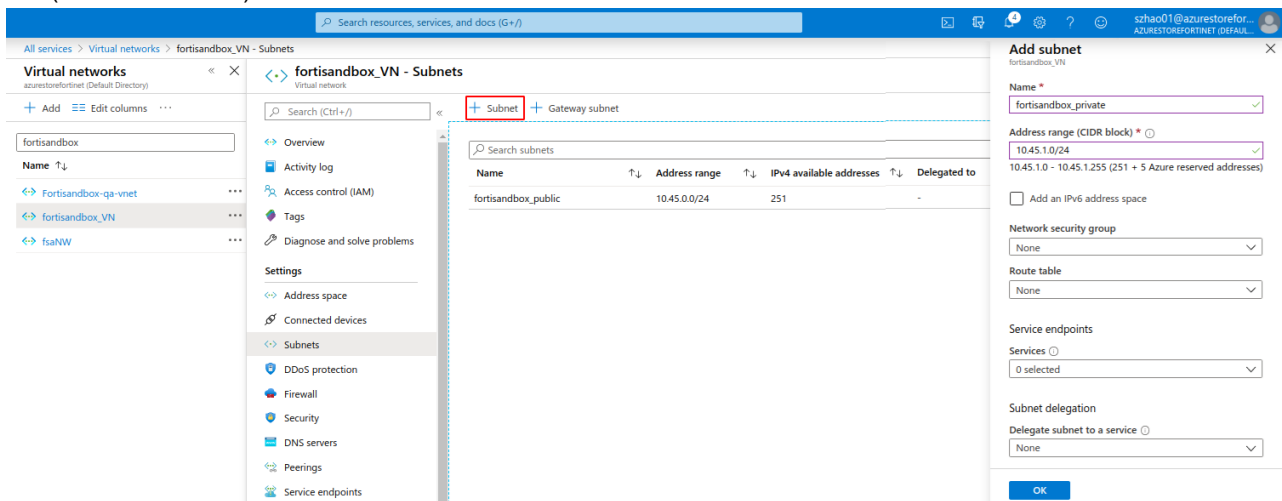 Search resources, services, and docs (G+/)
4
szhao01@azurestorefor...
AZURESTOREFORTINET (DEFAUL...
All services > Virtual networks > fortisandbox_VN - Subnets
Virtual networks
azurestorefortinet (Default Directory)
+ Add Edit columns ...
fortisandbox
Name ↑↓
Fortisandbox-qa-vnet ...
fortisandbox_VN ...
fsaNW ...
fortisandbox_VN - Subnets
Virtual network
Search (Ctrl+/)
Overview
Activity log
Access control (IAM)
Tags
Diagnose and solve problems
Settings
Address space
Connected devices
Subnets
DDoS protection
Firewall
Security
DNS servers
Peerings
Service endpoints
+ Subnet + Gateway subnet
Search subnets
Name ↑↓ Address range ↑↓ IPv4 available addresses ↑↓ Delegated to
fortisandbox_public 10.45.0.0/24 251 -
Add subnet
fortisandbox_VN
Name *
fortisandbox_private
Address range (CIDR block) *
10.45.1.0/24
10.45.1.0 - 10.45.1.255 (251 + 5 Azure reserved addresses)
Add an IPv6 address space
Network security group
None
Route table
None
Service endpoints
Services
0 selected
Subnet delegation
Delegate subnet to a service
None
OK